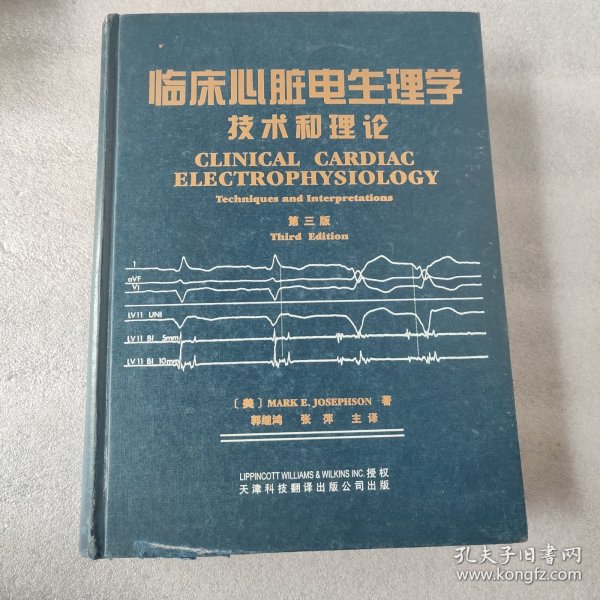 临床心脏电生理学
技术和理论
CLINICAL CARDIAC
ELECTROPHYSIOLOGY
Techniques and Interpretations
第三版
Third Edition
1
aVF
V1
LV11 UNI
LV11 BI 5mm
LV11 BI 10mm
〔美〕MARK E. JOSEPHSON 著
郭继鸿 张萍 主译
LIPPINCOTT WILLIAMS & WILKINS INC. 授权
天津科技翻译出版公司出版
孔夫子旧书网
www.kongfz.com